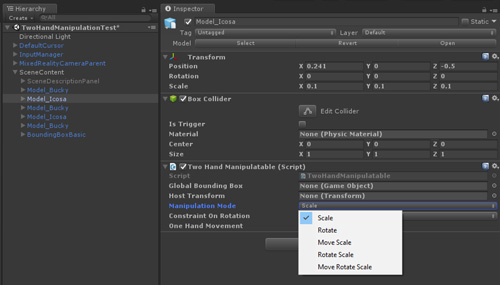 Hierarchy
Create
All
TwoHandManipulationTest*
Directional Light
DefaultCursor
InputManager
MixedRealityCameraParent
SceneContent
SceneDescriptionPanel
Model_Bucky
Model_Icosa
Model_Bucky
Model_Icosa
Model_Bucky
BoundingBoxBasic
Inspector
Model_Icosa
Static
Tag Untagged Layer Default
Model Select Revert Open
Transform
Position X 0.241 Y 0 Z -0.5
Rotation X 0 Y 0 Z 0
Scale X 0.1 Y 0.1 Z 0.1
Box Collider
Edit Collider
Is Trigger
Material None (Physic Material)
Center X 0 Y 0 Z 0
Size X 1 Y 1 Z 1
Two Hand Manipulatable (Script)
Script TwoHandManipulatable
Global Bounding Box None (Game Object)
Host Transform None (Transform)
Manipulation Mode Scale
Constraint On Rotation
One Hand Movement
Scale
Rotate
Move Scale
Rotate Scale
Move Rotate Scale